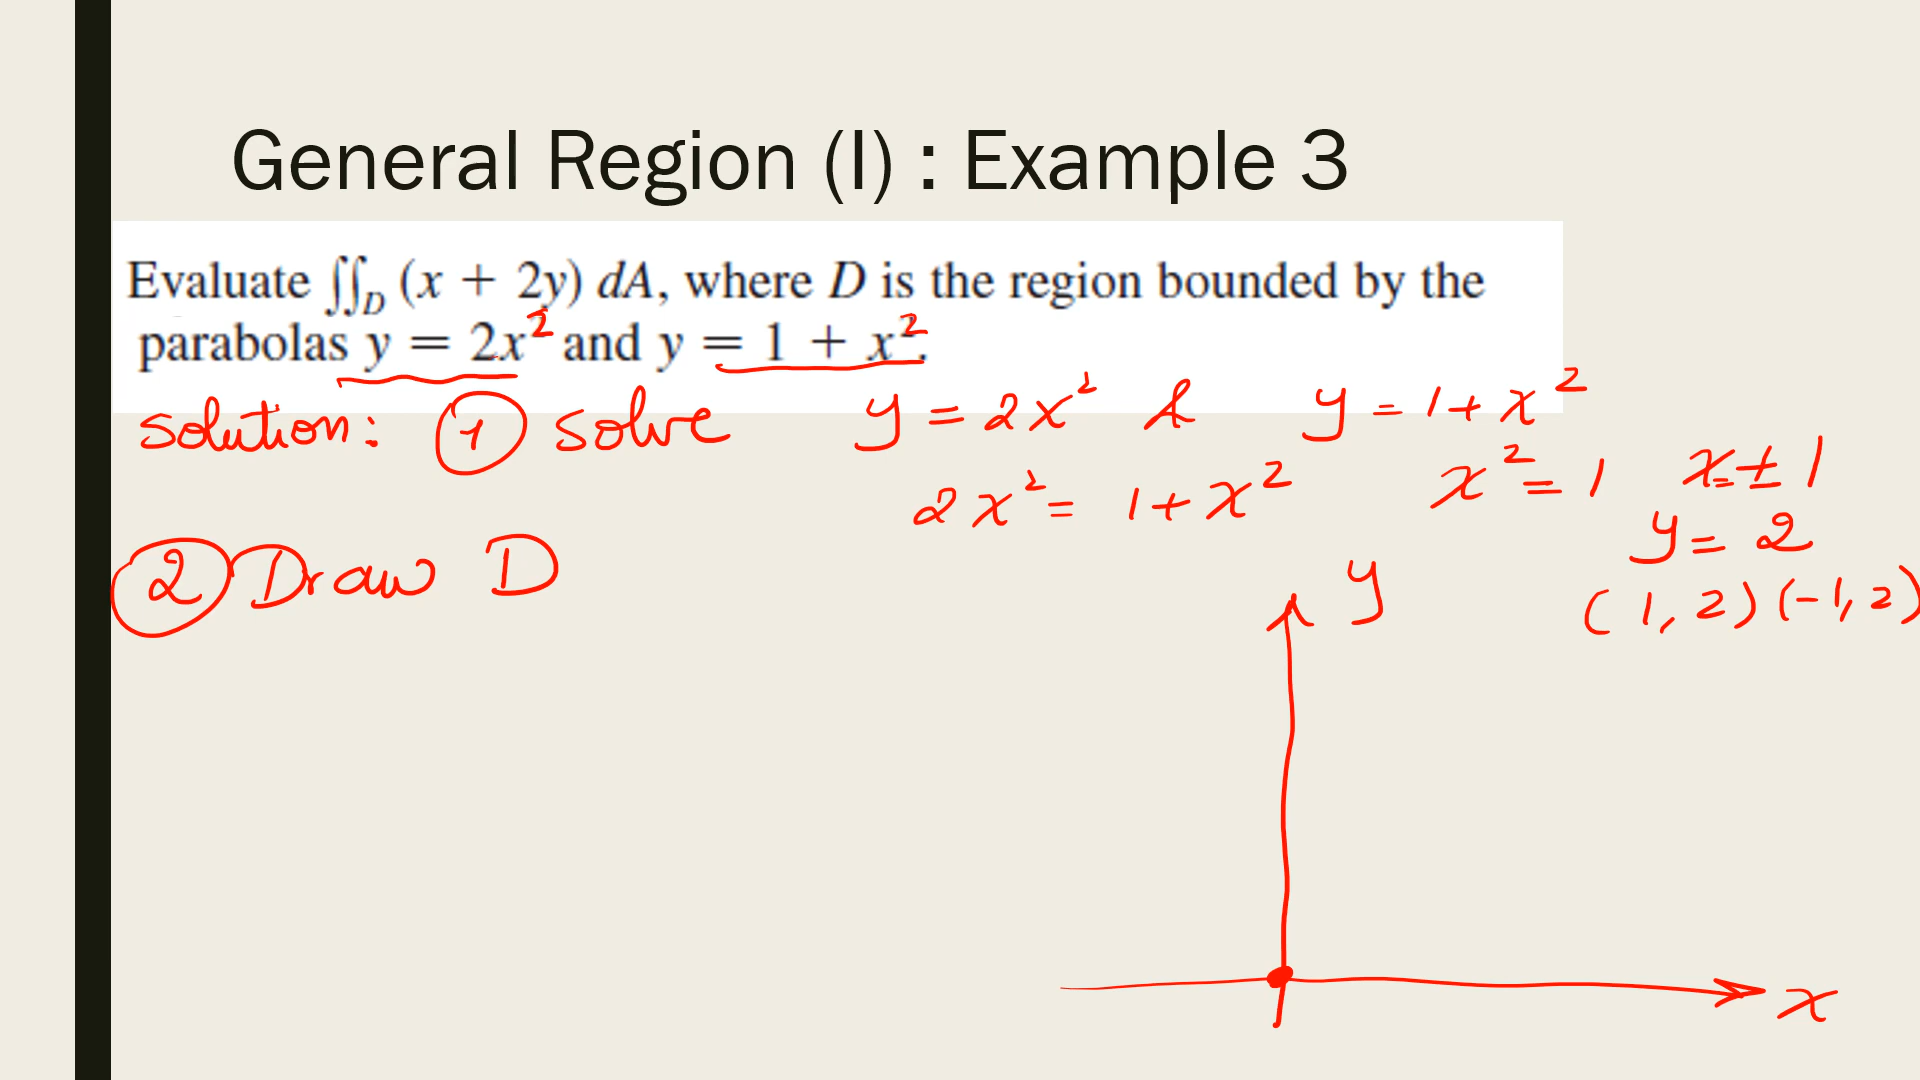 General Region (I) : Example 3
Evaluate ∬_D (x + 2y) dA, where D is the region bounded by the
parabolas y = 2x² and y = 1 + x².
solution: ① solve y = 2x² & y = 1 + x²
2x² = 1 + x² x² = 1 x = ± 1
y = 2
② Draw D y (1, 2) (-1, 2)
x